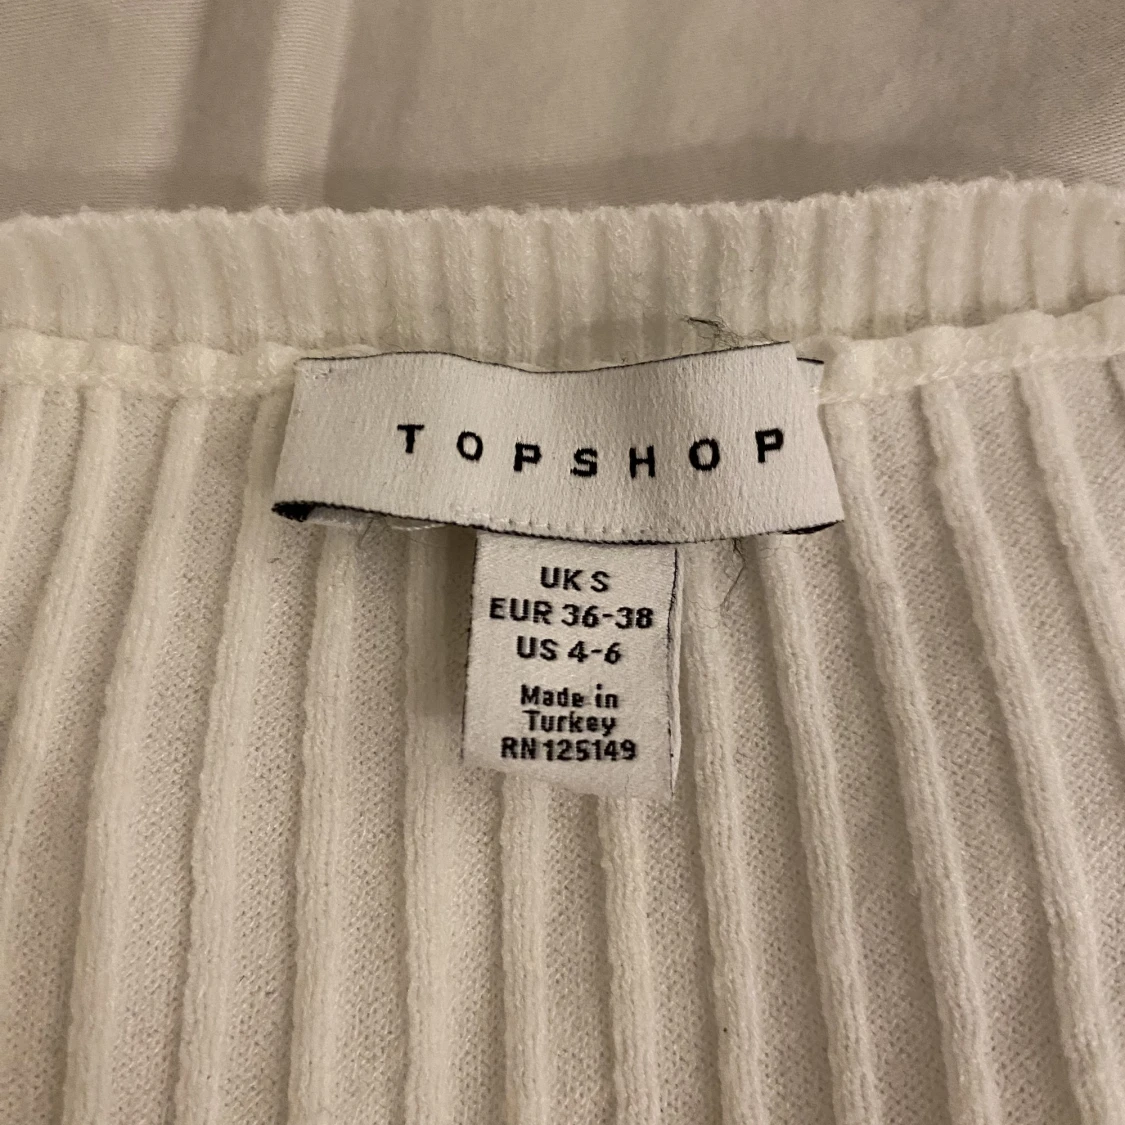 TOPSHOP
UK S
EUR 36-38
US 4-6
Made in
Turkey
RN125149